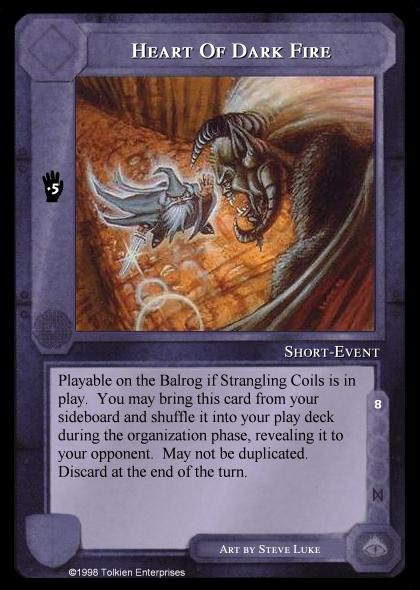 HEART OF DARK FIRE
-5
SHORT-EVENT
Playable on the Balrog if Strangling Coils is in
play.  You may bring this card from your
sideboard and shuffle it into your play deck
during the organization phase, revealing it to
your opponent.  May not be duplicated.
Discard at the end of the turn.
8
ART BY STEVE LUKE
©1998 Tolkien Enterprises